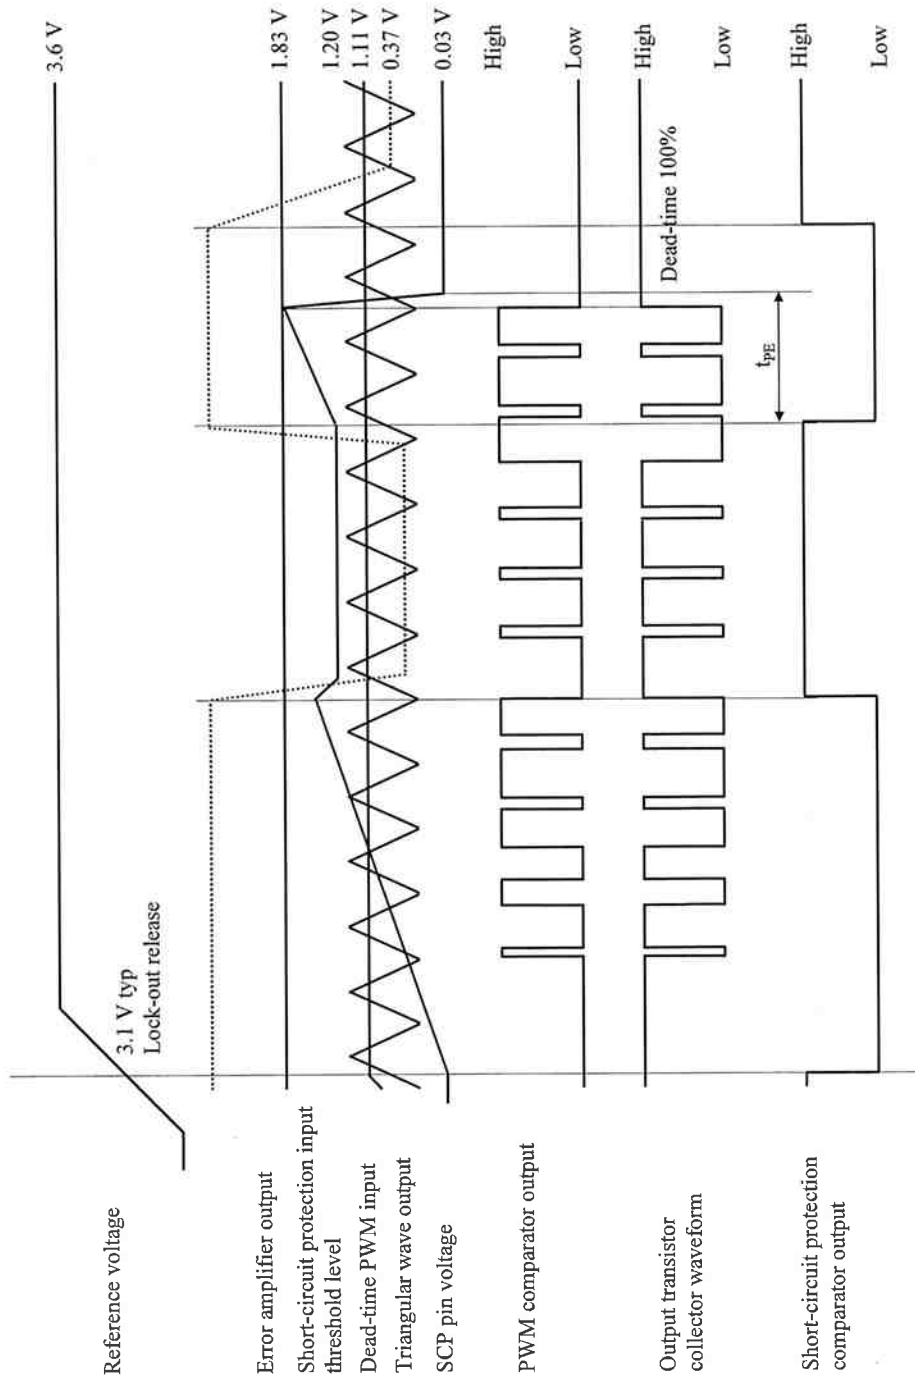 Reference voltage
Error amplifier output
Short-circuit protection input
threshold level
Dead-time PWM input
Triangular wave output
SCP pin voltage
PWM comparator output
Output transistor
collector waveform
Short-circuit protection
comparator output
3.1 V typ
Lock-out release
Dead-time 100%
tPE
3.6 V
1.83 V
1.20 V
1.11 V
0.37 V
0.03 V
High
Low
High
Low
High
Low